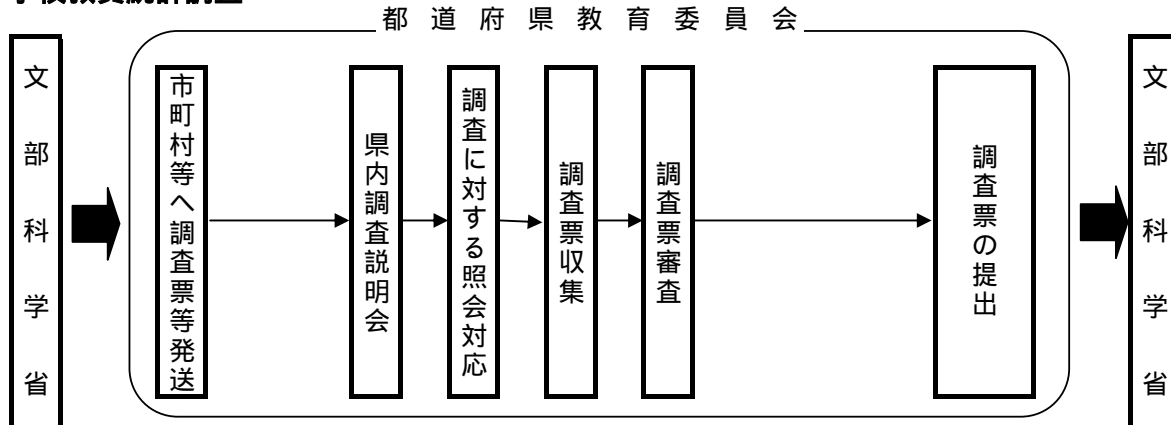 都道府県教育委員会
文部科学省
市町村等へ調査票等発送
県内調査説明会
調査に対する照会対応
調査票収集
調査票審査
調査票の提出
文部科学省